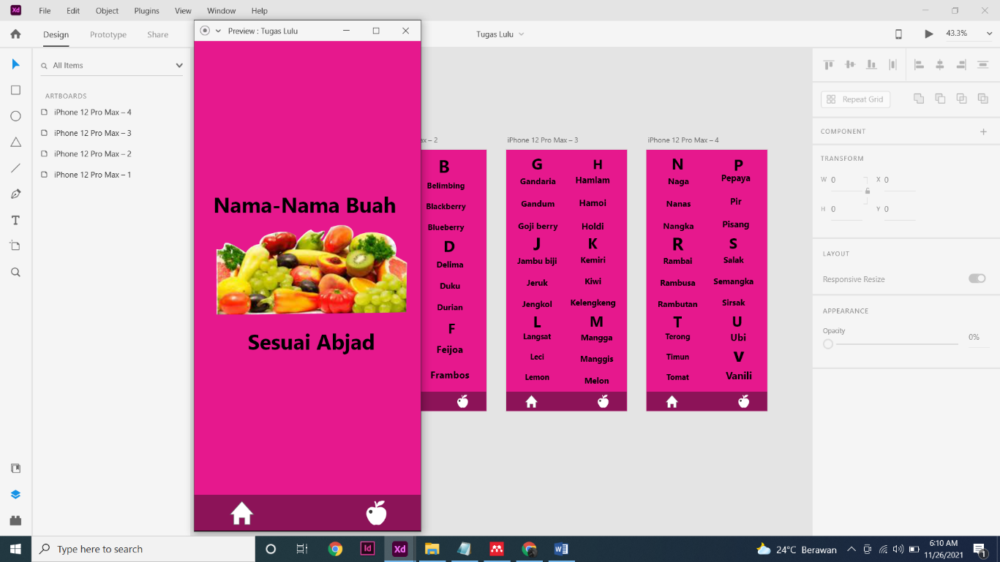 Xd File Edit Object Plugins View Window Help
Design Prototype Share
Preview : Tugas Lulu
Tugas Lulu
43.3%
All Items
ARTBOARDS
iPhone 12 Pro Max – 4
iPhone 12 Pro Max – 3
iPhone 12 Pro Max – 2
iPhone 12 Pro Max – 1
Nama-Nama Buah
Sesuai Abjad
ax – 2
B
Belimbing
Blackberry
Blueberry
D
Delima
Duku
Durian
F
Feijoa
Frambos
iPhone 12 Pro Max – 3
G H
Gandaria Hamlam
Gandum Hamoi
Goji berry Holdi
J K
Jambu biji Kemiri
Jeruk Kiwi
Jengkol Kelengkeng
L M
Langsat Mangga
Leci Manggis
Lemon Melon
iPhone 12 Pro Max – 4
N P
Naga Pepaya
Nanas Pir
Nangka Pisang
R S
Rambai Salak
Rambusa Semangka
Rambutan Sirsak
T U
Terong Ubi
Timun V
Tomat Vanili
Repeat Grid
COMPONENT
TRANSFORM
W 0 X 0
H 0 Y 0
LAYOUT
Responsive Resize
APPEARANCE
Opacity
0%
Type here to search
Id Xd
24°C Berawan
6:10 AM
11/26/2021
1